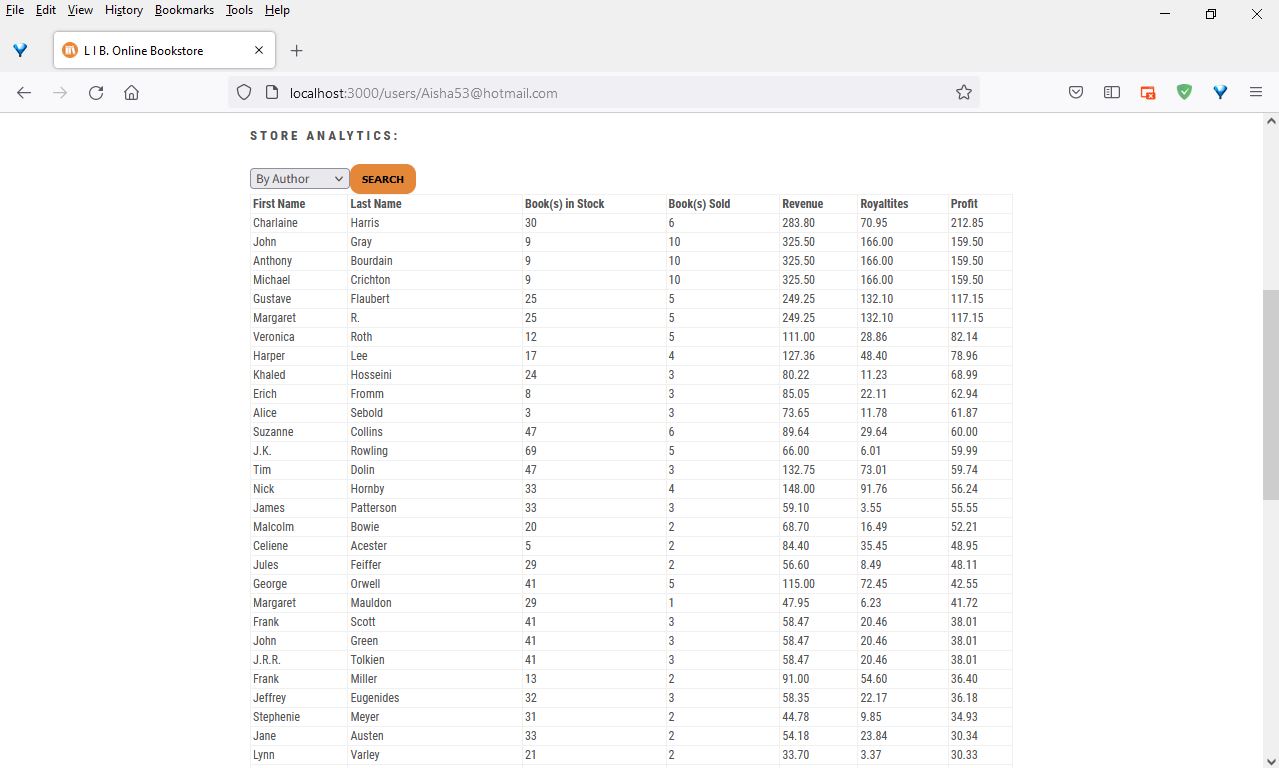 File Edit View History Bookmarks Tools Help
L I B. Online Bookstore
localhost:3000/users/Aisha53@hotmail.com
STORE ANALYTICS:
By Author SEARCH
First Name Last Name Book(s) in Stock Book(s) Sold Revenue Royaltites Profit
Charlaine Harris 30 6 283.80 70.95 212.85
John Gray 9 10 325.50 166.00 159.50
Anthony Bourdain 9 10 325.50 166.00 159.50
Michael Crichton 9 10 325.50 166.00 159.50
Gustave Flaubert 25 5 249.25 132.10 117.15
Margaret R. 25 5 249.25 132.10 117.15
Veronica Roth 12 5 111.00 28.86 82.14
Harper Lee 17 4 127.36 48.40 78.96
Khaled Hosseini 24 3 80.22 11.23 68.99
Erich Fromm 8 3 85.05 22.11 62.94
Alice Sebold 3 3 73.65 11.78 61.87
Suzanne Collins 47 6 89.64 29.64 60.00
J.K. Rowling 69 5 66.00 6.01 59.99
Tim Dolin 47 3 132.75 73.01 59.74
Nick Hornby 33 4 148.00 91.76 56.24
James Patterson 33 3 59.10 3.55 55.55
Malcolm Bowie 20 2 68.70 16.49 52.21
Celiene Acester 5 2 84.40 35.45 48.95
Jules Feiffer 29 2 56.60 8.49 48.11
George Orwell 41 5 115.00 72.45 42.55
Margaret Mauldon 29 1 47.95 6.23 41.72
Frank Scott 41 3 58.47 20.46 38.01
John Green 41 3 58.47 20.46 38.01
J.R.R. Tolkien 41 3 58.47 20.46 38.01
Frank Miller 13 2 91.00 54.60 36.40
Jeffrey Eugenides 32 3 58.35 22.17 36.18
Stephenie Meyer 31 2 44.78 9.85 34.93
Jane Austen 33 2 54.18 23.84 30.34
Lynn Varley 21 2 33.70 3.37 30.33